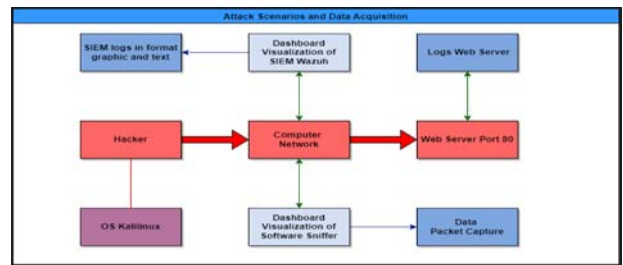 Attack Scenarios and Data Acquisition
SIEM logs in format
graphic and text
Dashboard
Visualization of
SIEM Wazuh
Logs Web Server
Hacker
Computer
Network
Web Server Port 80
OS Kalilinux
Dashboard
Visualization of
Software Sniffer
Data
Packet Capture